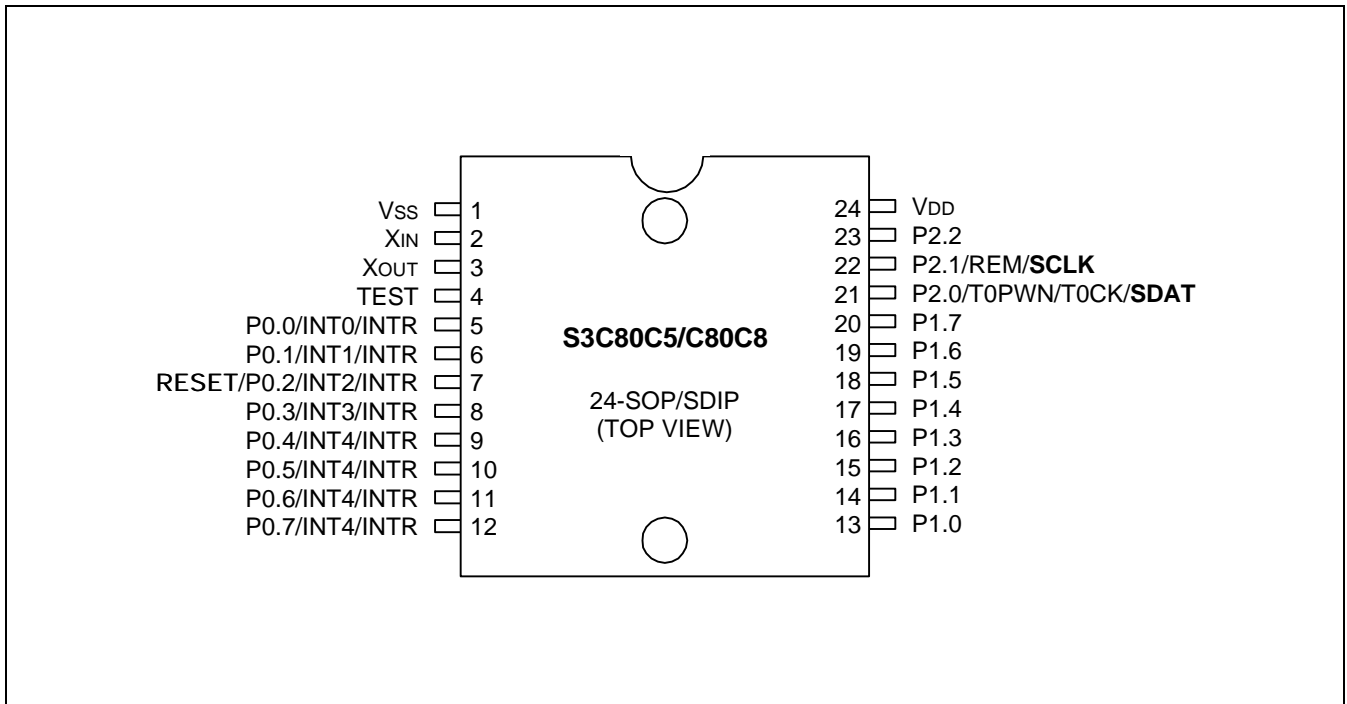 VSS 1
XIN 2
XOUT 3
TEST 4
P0.0/INT0/INTR 5
P0.1/INT1/INTR 6
RESET/P0.2/INT2/INTR 7
P0.3/INT3/INTR 8
P0.4/INT4/INTR 9
P0.5/INT4/INTR 10
P0.6/INT4/INTR 11
P0.7/INT4/INTR 12
S3C80C5/C80C8
24-SOP/SDIP
(TOP VIEW)
24 VDD
23 P2.2
22 P2.1/REM/SCLK
21 P2.0/T0PWN/T0CK/SDAT
20 P1.7
19 P1.6
18 P1.5
17 P1.4
16 P1.3
15 P1.2
14 P1.1
13 P1.0